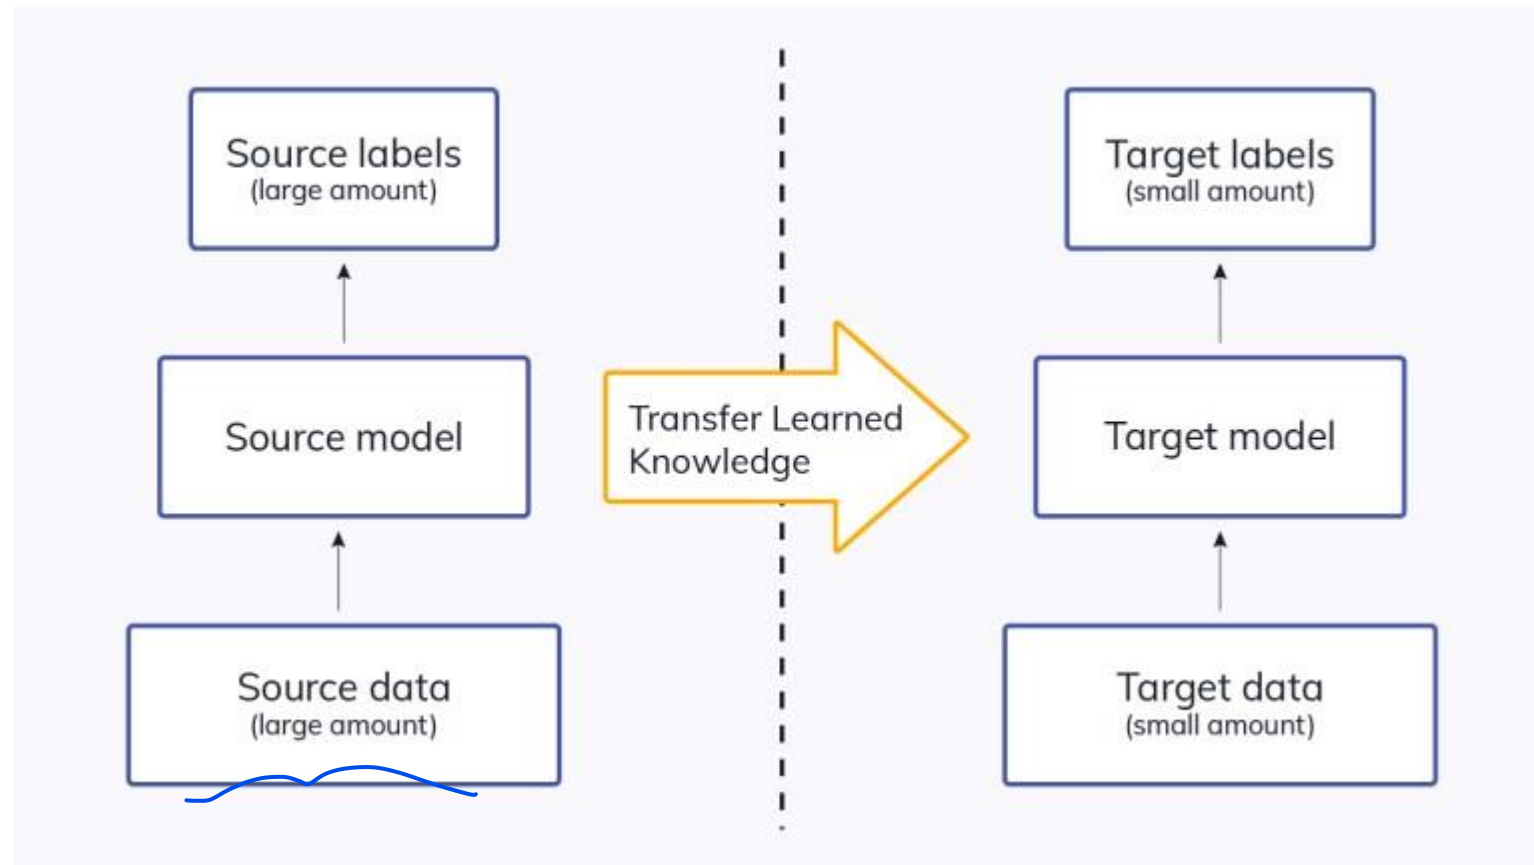 Source labels
(large amount)
Target labels
(small amount)
Source model
Transfer Learned
Knowledge
Target model
Source data
(large amount)
Target data
(small amount)